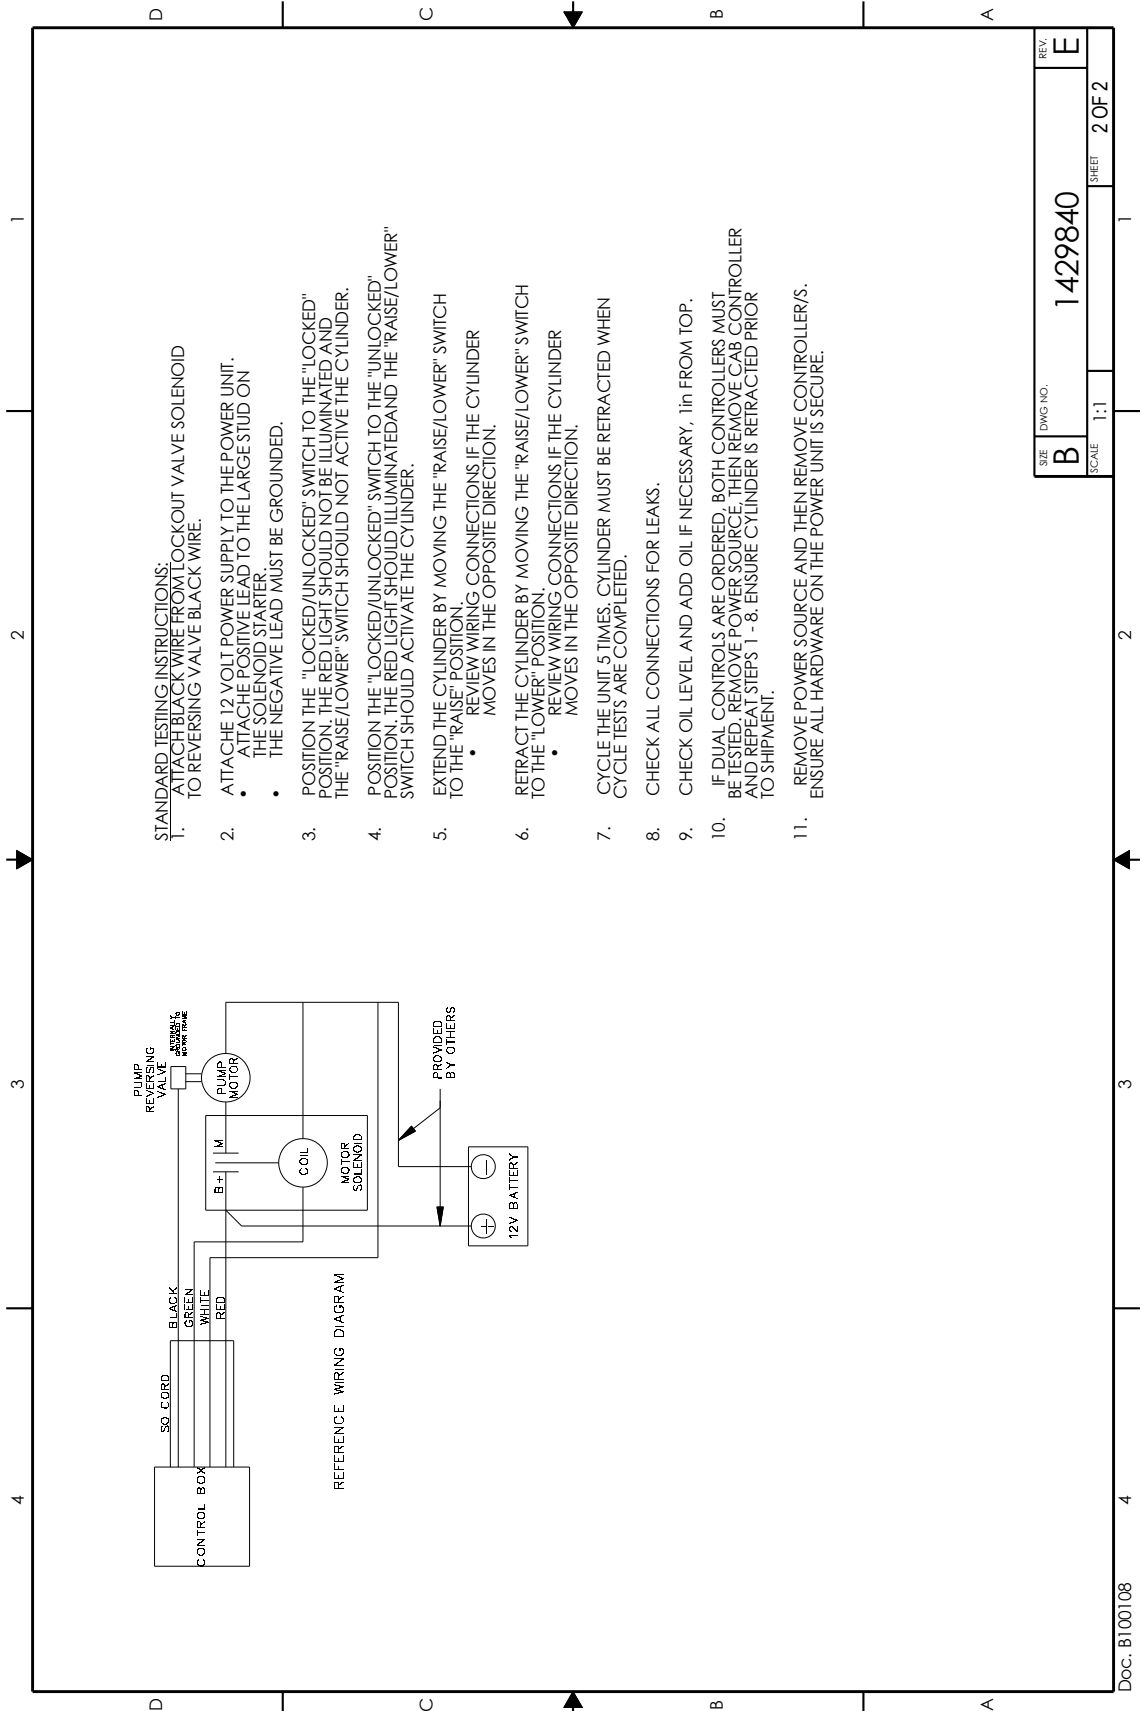 4
3
2
1
D
C
B
A
CONTROL BOX
SO CORD
BLACK
GREEN
WHITE
RED
PUMP
REVERSING
VALVE
INTERNALLY
GROUNDED TO
MOTOR FRAME
PUMP
MOTOR
B+
M
COIL
MOTOR
SOLENOID
12V BATTERY
+
−
PROVIDED
BY OTHERS
REFERENCE WIRING DIAGRAM
STANDARD TESTING INSTRUCTIONS:
1. ATTACH BLACK WIRE FROM LOCKOUT VALVE SOLENOID
TO REVERSING VALVE BLACK WIRE.
2. ATTACHE 12 VOLT POWER SUPPLY TO THE POWER UNIT.
• ATTACHE POSITIVE LEAD TO THE LARGE STUD ON
THE SOLENOID STARTER.
• THE NEGATIVE LEAD MUST BE GROUNDED.
3. POSITION THE "LOCKED/UNLOCKED" SWITCH TO THE "LOCKED"
POSITION. THE RED LIGHT SHOULD NOT BE ILLUMINATED AND
THE "RAISE/LOWER" SWITCH SHOULD NOT ACTIVE THE CYLINDER.
4. POSITION THE "LOCKED/UNLOCKED" SWITCH TO THE "UNLOCKED"
POSITION. THE RED LIGHT SHOULD ILLUMINATEDAND THE "RAISE/LOWER"
SWITCH SHOULD ACTIVATE THE CYLINDER.
5. EXTEND THE CYLINDER BY MOVING THE "RAISE/LOWER" SWITCH
TO THE "RAISE" POSITION.
• REVIEW WIRING CONNECTIONS IF THE CYLINDER
MOVES IN THE OPPOSITE DIRECTION.
6. RETRACT THE CYLINDER BY MOVING THE "RAISE/LOWER" SWITCH
TO THE "LOWER" POSITION.
• REVIEW WIRING CONNECTIONS IF THE CYLINDER
MOVES IN THE OPPOSITE DIRECTION.
7. CYCLE THE UNIT 5 TIMES. CYLINDER MUST BE RETRACTED WHEN
CYCLE TESTS ARE COMPLETED.
8. CHECK ALL CONNECTIONS FOR LEAKS.
9. CHECK OIL LEVEL AND ADD OIL IF NECESSARY, 1in FROM TOP.
10. IF DUAL CONTROLS ARE ORDERED, BOTH CONTROLLERS MUST
BE TESTED. REMOVE POWER SOURCE, THEN REMOVE CAB CONTROLLER
AND REPEAT STEPS 1 - 8. ENSURE CYLINDER IS RETRACTED PRIOR
TO SHIPMENT.
11. REMOVE POWER SOURCE AND THEN REMOVE CONTROLLER/S.
ENSURE ALL HARDWARE ON THE POWER UNIT IS SECURE.
SIZE
B
DWG NO.
1429840
REV.
E
SCALE
1:1
SHEET
2 OF 2
D
C
B
A
4
3
2
1
Doc. B100108